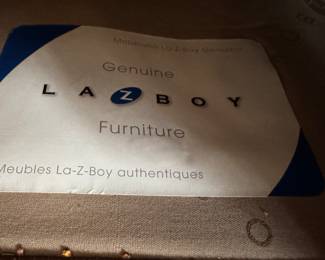 Genuine
LA Z BOY
Furniture
Meubles La-Z-Boy authentiques